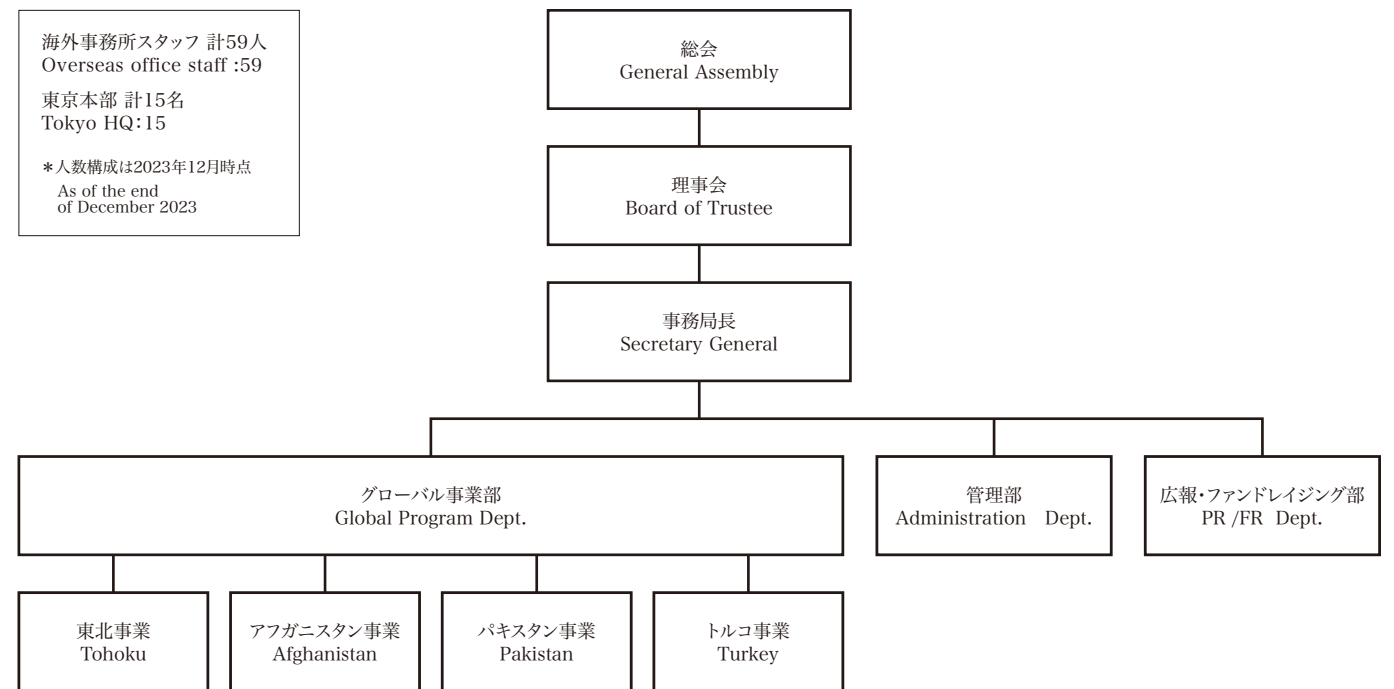 海外事務所スタッフ 計59人
Overseas office staff :59
東京本部 計15名
Tokyo HQ:15
＊人数構成は2023年12月時点
As of the end
of December 2023
総会
General Assembly
理事会
Board of Trustee
事務局長
Secretary General
グローバル事業部
Global Program Dept.
管理部
Administration Dept.
広報・ファンドレイジング部
PR /FR Dept.
東北事業
Tohoku
アフガニスタン事業
Afghanistan
パキスタン事業
Pakistan
トルコ事業
Turkey